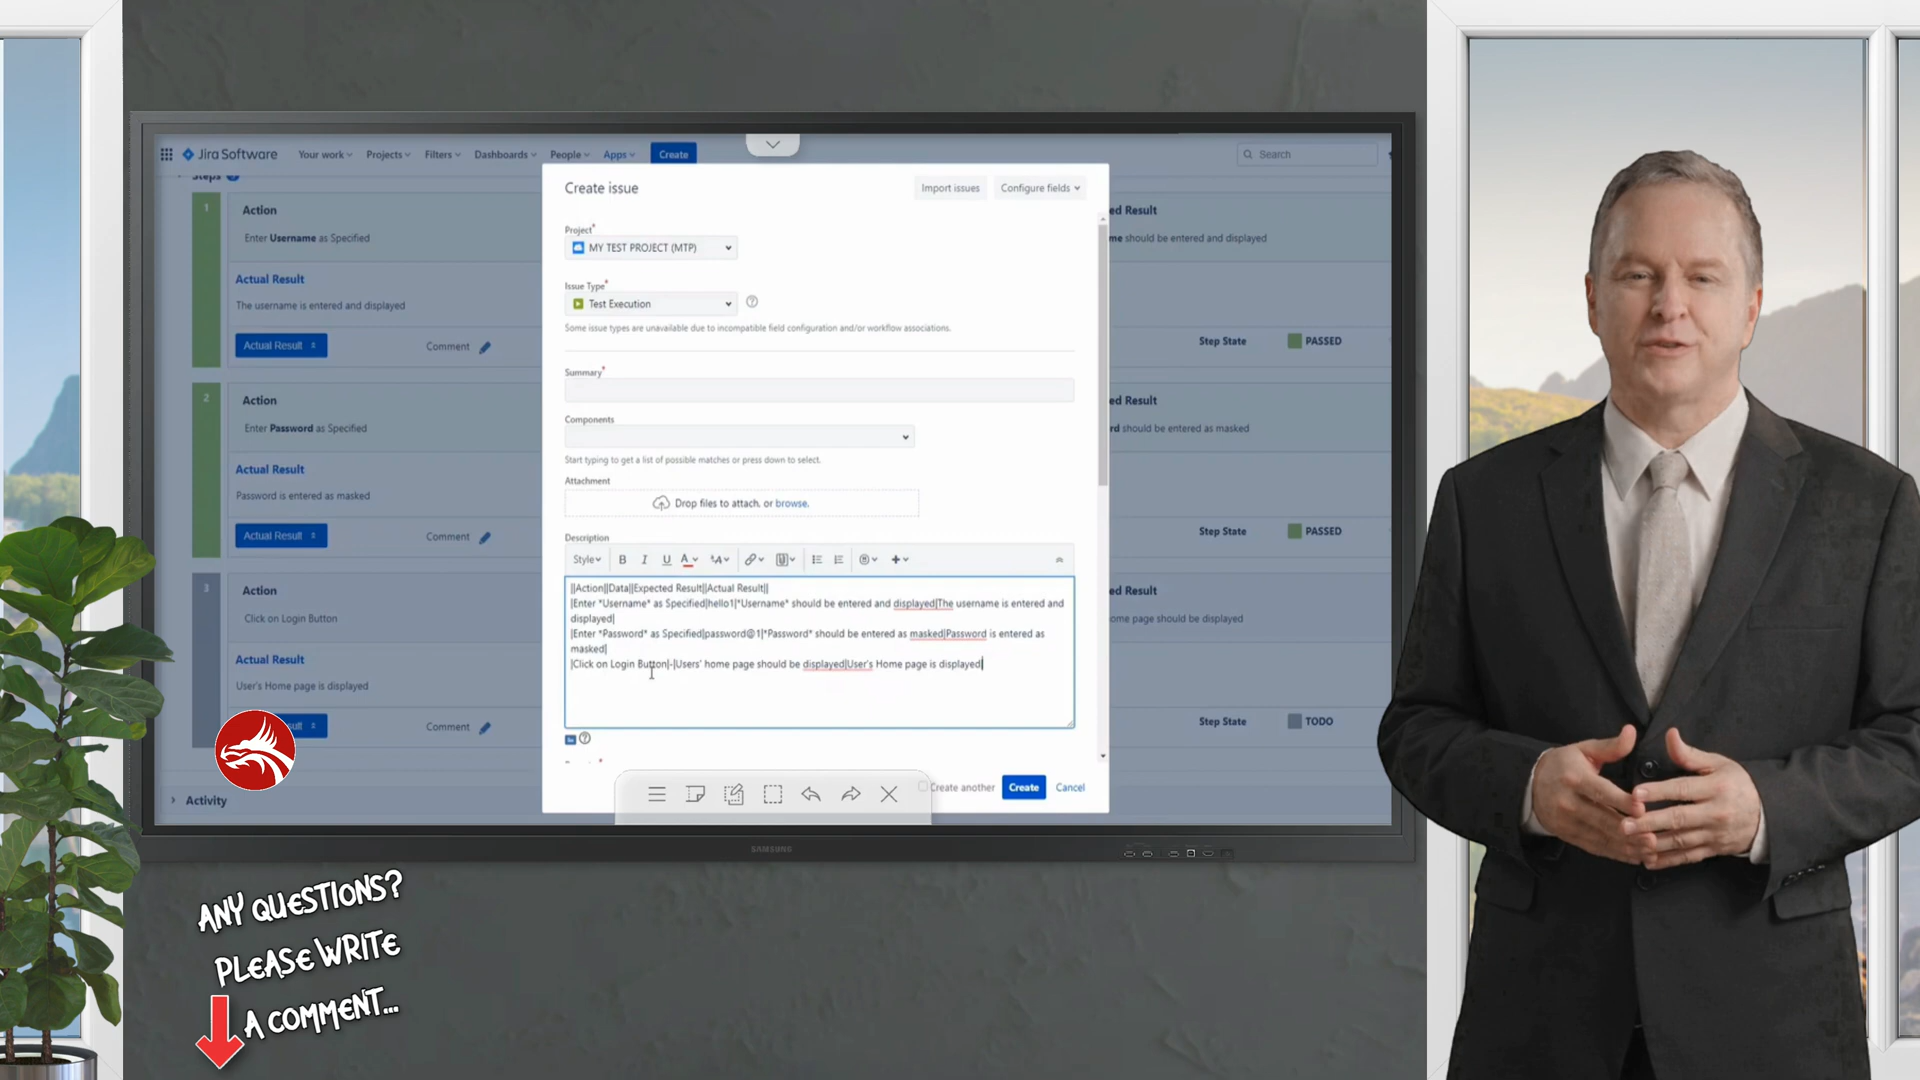 Jira Software
Your work
Projects
Filters
Dashboards
People
Apps
Create
Search
Steps
1
Action
Enter Username as Specified
Actual Result
The username is entered and displayed
Actual Result
Comment
2
Action
Enter Password as Specified
Actual Result
Password is entered as masked
Actual Result
Comment
3
Action
Click on Login Button
Actual Result
User's Home page is displayed
Comment
Activity
Create issue
Import issues
Configure fields
Project*
MY TEST PROJECT (MTP)
Issue Type*
Test Execution
Some issue types are unavailable due to incompatible field configuration and/or workflow associations.
Summary*
Components
Start typing to get a list of possible matches or press down to select.
Attachment
Drop files to attach, or browse.
Description
Style
||Action||Data||Expected Result||Actual Result||
|Enter *Username* as Specified|hello1|*Username* should be entered and displayed|The username is entered and
displayed|
|Enter *Password* as Specified|password@1|*Password* should be entered as masked|Password is entered as
masked|
|Click on Login Button|-|Users' home page should be displayed|User's Home page is displayed|
Create another
Create
Cancel
ed Result
me should be entered and displayed
Step State
PASSED
ed Result
rd should be entered as masked
Step State
PASSED
ed Result
ome page should be displayed
Step State
TODO
SAMSUNG
ANY QUESTIONS?
PLEASE WRITE
A COMMENT...